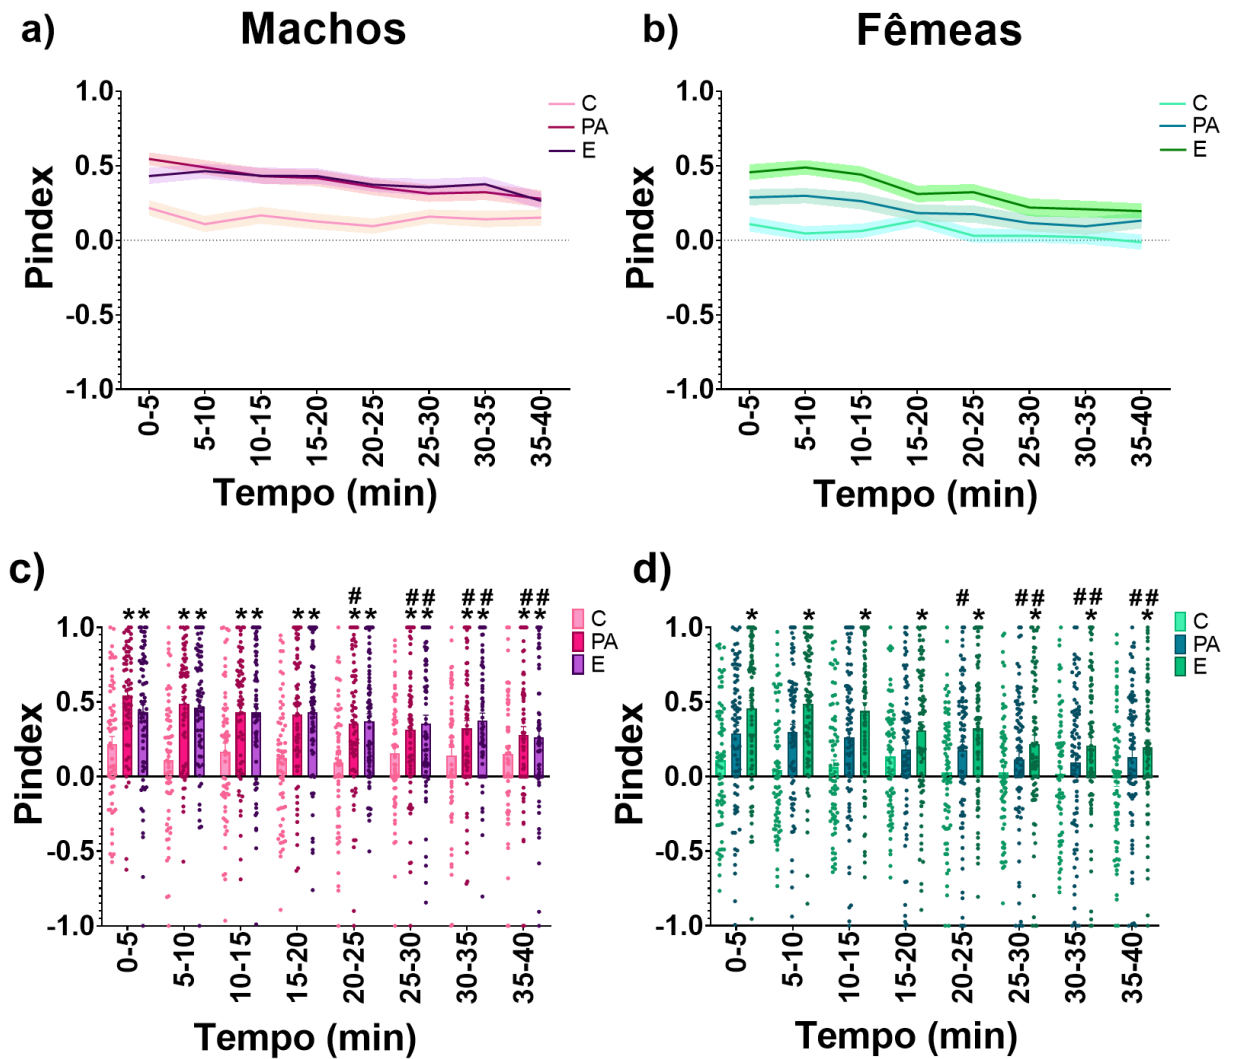 a) Machos
1.0
0.5
0.0
-0.5
-1.0
Pindex
C
PA
E
0-5 5-10 10-15 15-20 20-25 25-30 30-35 35-40
Tempo (min)
b) Fêmeas
1.0
0.5
0.0
-0.5
-1.0
Pindex
C
PA
E
0-5 5-10 10-15 15-20 20-25 25-30 30-35 35-40
Tempo (min)
c)
# ## ## ##
** ** ** ** ** ** ** **
1.0
0.5
0.0
-0.5
-1.0
Pindex
C
PA
E
0-5 5-10 10-15 15-20 20-25 25-30 30-35 35-40
Tempo (min)
d)
# ## ## ##
* * * * * * * *
1.0
0.5
0.0
-0.5
-1.0
Pindex
C
PA
E
0-5 5-10 10-15 15-20 20-25 25-30 30-35 35-40
Tempo (min)